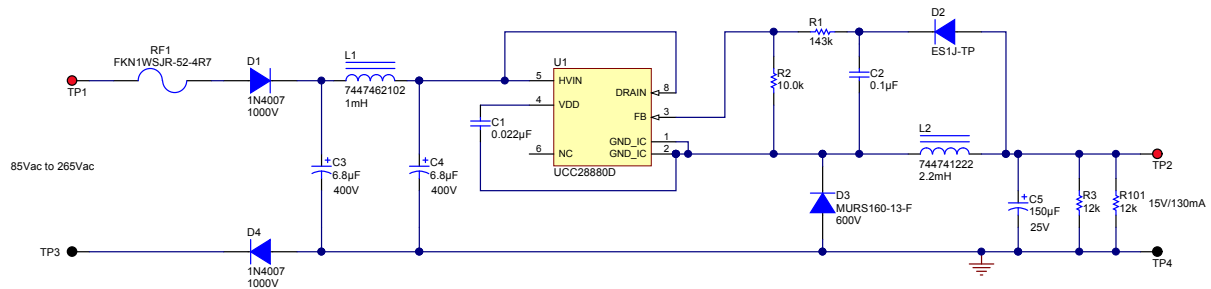 RF1
FKN1WSJR-52-4R7
TP1
D1
1N4007
1000V
L1
7447462102
1mH
U1
5
HVIN
4
VDD
6
NC
DRAIN
8
FB
3
GND_IC
1
GND_IC
2
UCC28880D
C1
0.022µF
R1
143k
R2
10.0k
C2
0.1µF
D2
ES1J-TP
L2
744741222
2.2mH
TP2
85Vac to 265Vac
C3
6.8µF
400V
C4
6.8µF
400V
D3
MURS160-13-F
600V
C5
150µF
25V
R3
12k
R101
12k
15V/130mA
TP3
D4
1N4007
1000V
TP4